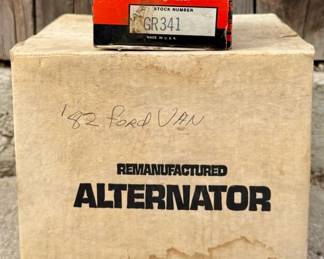 STOCK NUMBER
GR341
MADE IN U.S.A.
'82 Ford VAN
REMANUFACTURED
ALTERNATOR